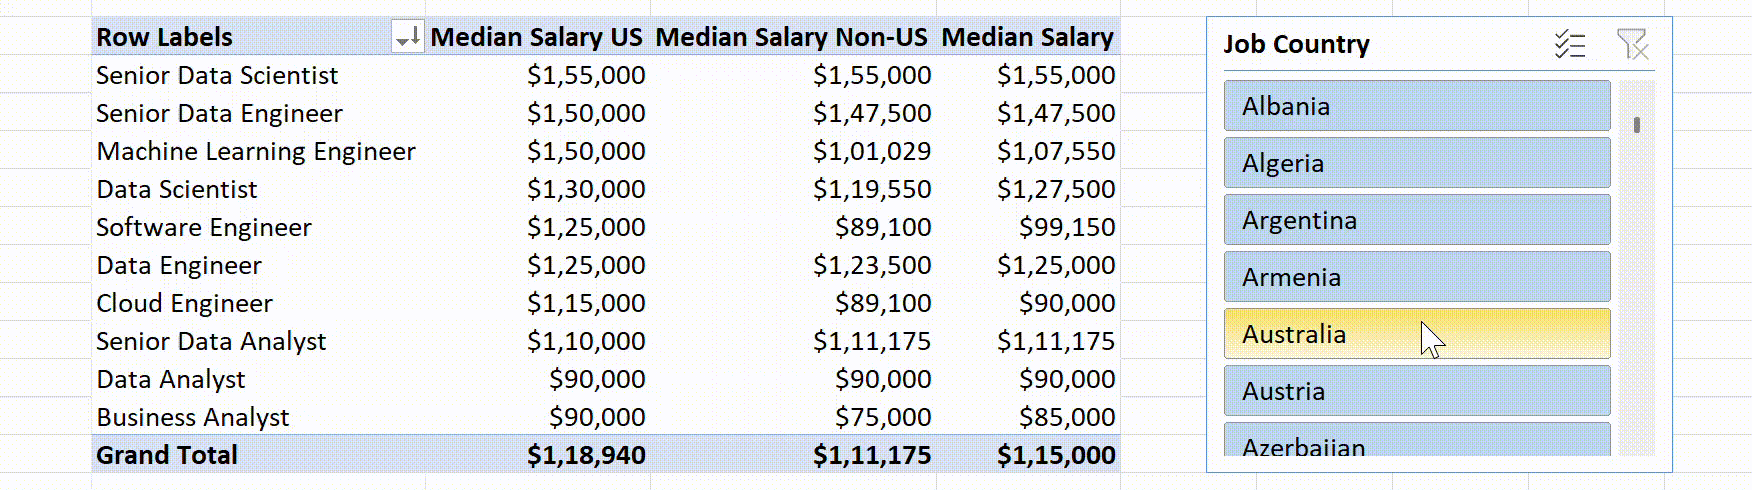 Row Labels Median Salary US Median Salary Non-US Median Salary
Senior Data Scientist $1,55,000 $1,55,000 $1,55,000
Senior Data Engineer $1,50,000 $1,47,500 $1,47,500
Machine Learning Engineer $1,50,000 $1,01,029 $1,07,550
Data Scientist $1,30,000 $1,19,550 $1,27,500
Software Engineer $1,25,000 $89,100 $99,150
Data Engineer $1,25,000 $1,23,500 $1,25,000
Cloud Engineer $1,15,000 $89,100 $90,000
Senior Data Analyst $1,10,000 $1,11,175 $1,11,175
Data Analyst $90,000 $90,000 $90,000
Business Analyst $90,000 $75,000 $85,000
Grand Total $1,18,940 $1,11,175 $1,15,000
Job Country
Albania
Algeria
Argentina
Armenia
Australia
Austria
Azerbaijan